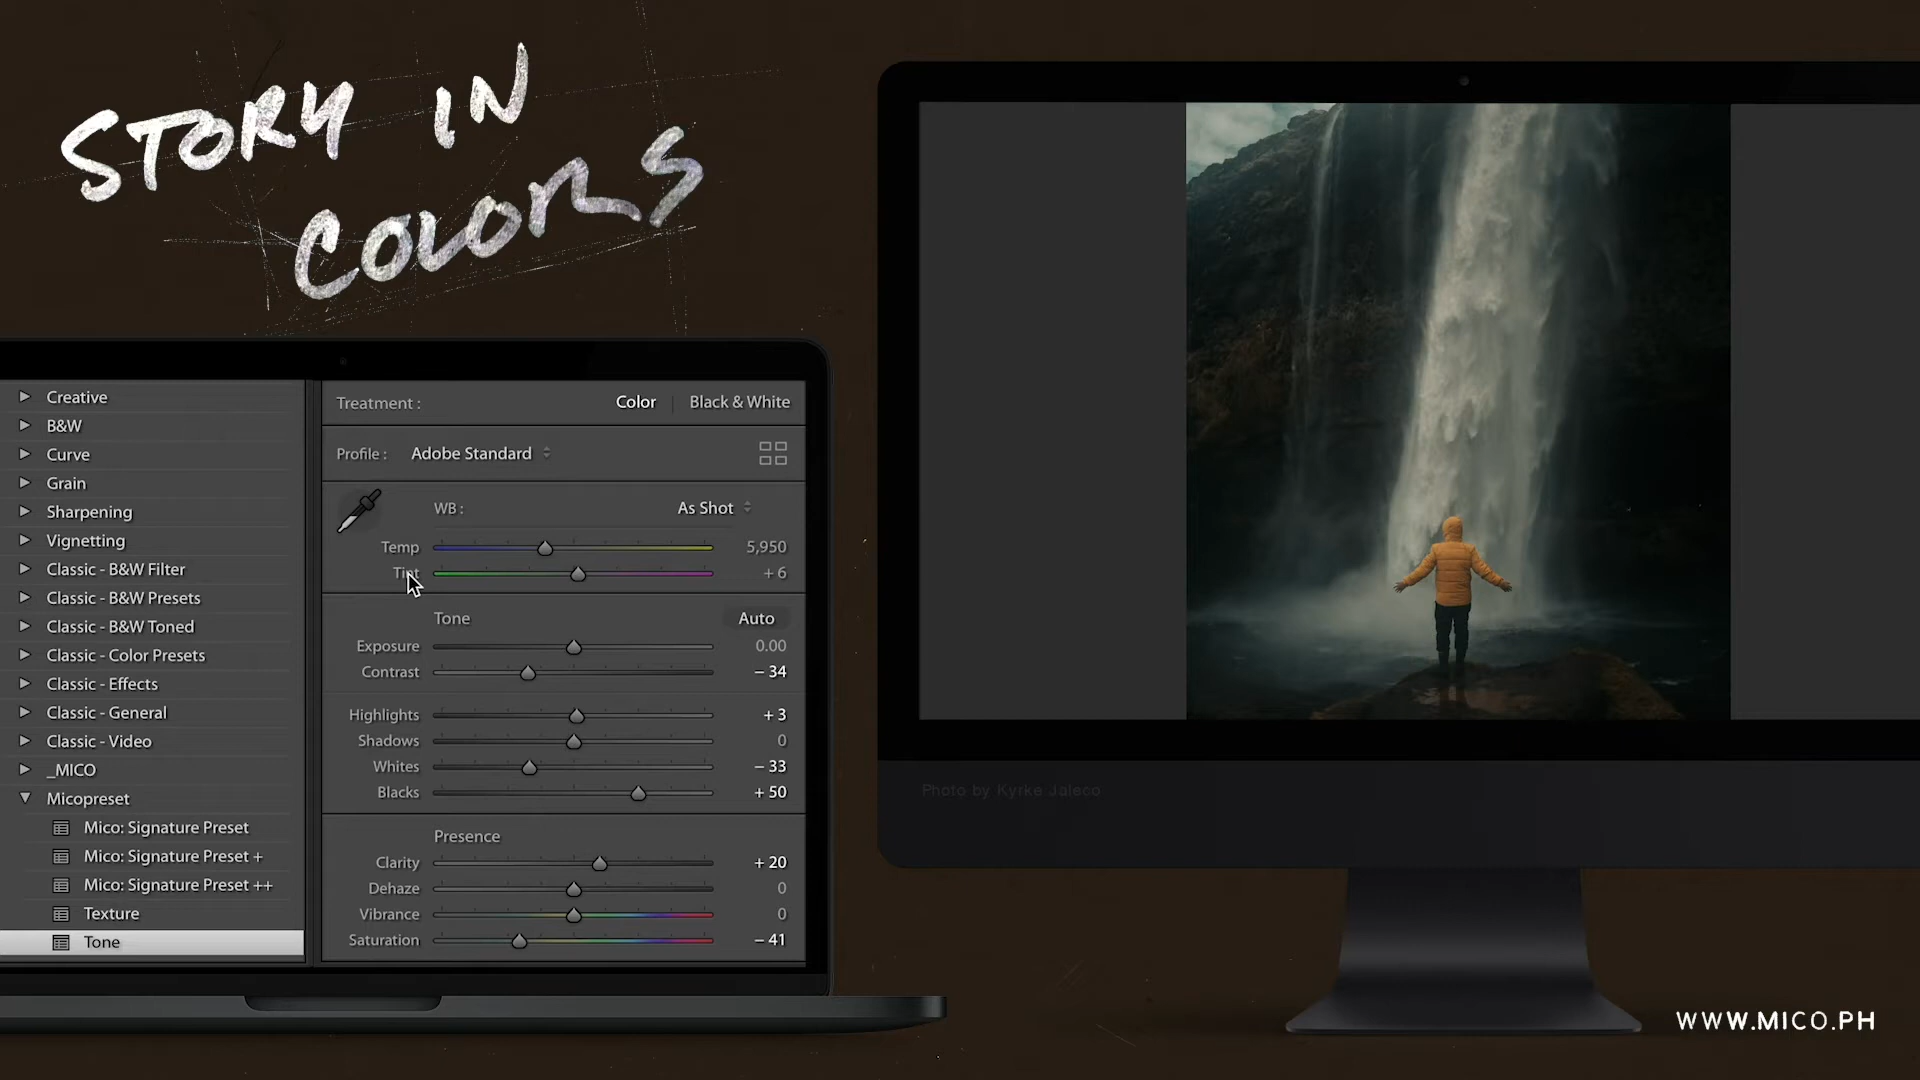 STORY IN
COLORS
Creative
B&W
Curve
Grain
Sharpening
Vignetting
Classic - B&W Filter
Classic - B&W Presets
Classic - B&W Toned
Classic - Color Presets
Classic - Effects
Classic - General
Classic - Video
_MICO
Micopreset
Mico: Signature Preset
Mico: Signature Preset +
Mico: Signature Preset ++
Texture
Tone
Treatment : Color | Black & White
Profile : Adobe Standard
WB : As Shot
Temp 5,950
Tint + 6
Tone Auto
Exposure 0.00
Contrast – 34
Highlights + 3
Shadows 0
Whites – 33
Blacks + 50
Presence
Clarity + 20
Dehaze 0
Vibrance 0
Saturation – 41
Photo by Kyrke Jaleco
WWW.MICO.PH